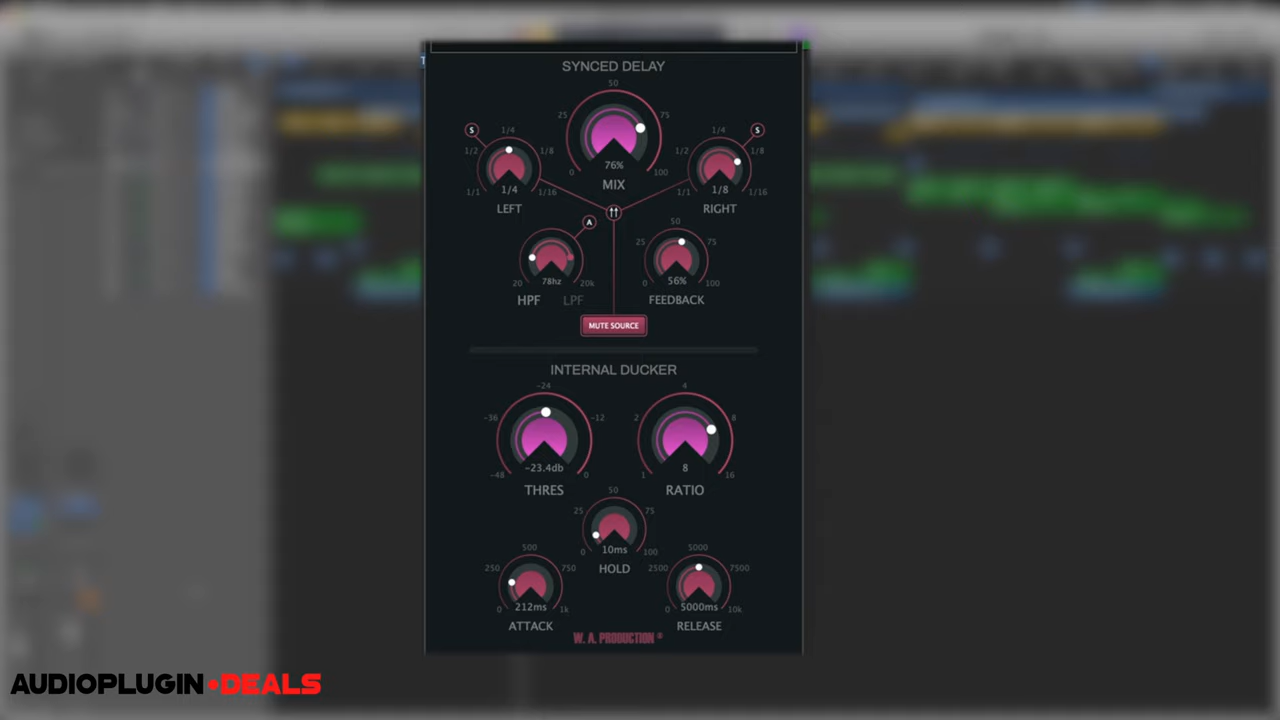 SYNCED DELAY
50
25 75
0 100
76%
MIX
S
1/4
1/2 1/8
1/1 1/16
1/4
LEFT
S
1/4
1/2 1/8
1/1 1/16
1/8
RIGHT
A
20 20k
78hz
HPF LPF
50
25 75
0 100
56%
FEEDBACK
MUTE SOURCE
INTERNAL DUCKER
-24
-36 -12
-48 0
-23.4db
THRES
4
2 8
1 16
8
RATIO
50
25 75
0 100
10ms
HOLD
500
250 750
0 1k
212ms
ATTACK
5000
2500 7500
0 10k
5000ms
RELEASE
W. A. PRODUCTION ®
AUDIOPLUGIN•DEALS